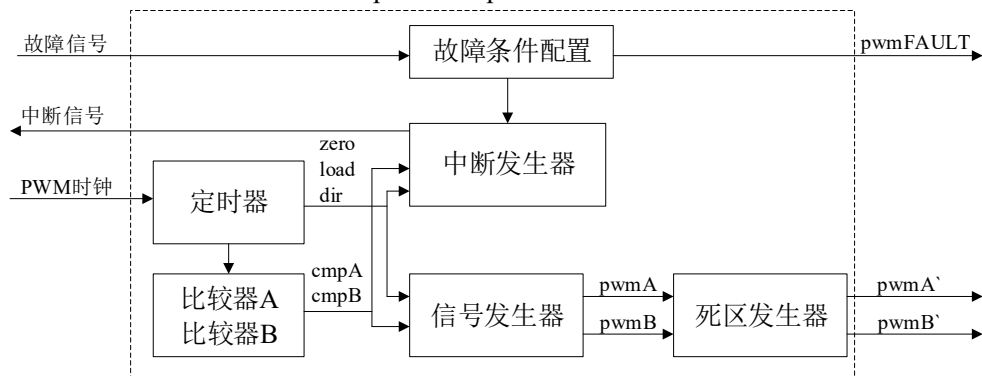 故障信号
故障条件配置
pwmFAULT
中断信号
中断发生器
zero
load
dir
PWM时钟
定时器
cmpA
cmpB
比较器A
比较器B
信号发生器
pwmA
pwmB
死区发生器
pwmA`
pwmB`